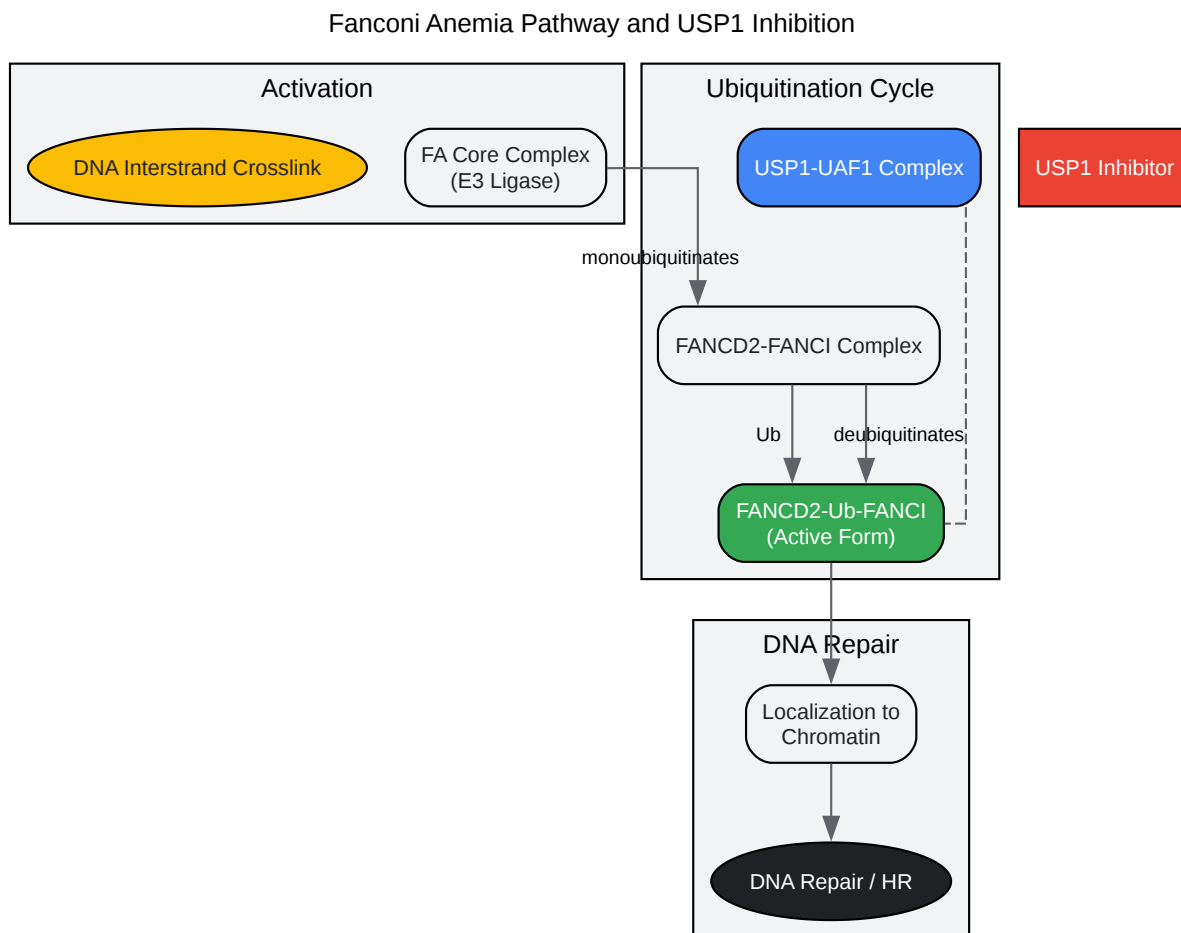 Fanconi Anemia Pathway and USP1 Inhibition
Activation
Ubiquitination Cycle
DNA Interstrand Crosslink
FA Core Complex
(E3 Ligase)
USP1-UAF1 Complex
USP1 Inhibitor
monoubiquitinates
FANCD2-FANCI Complex
Ub
deubiquitinates
FANCD2-Ub-FANCI
(Active Form)
DNA Repair
Localization to
Chromatin
DNA Repair / HR